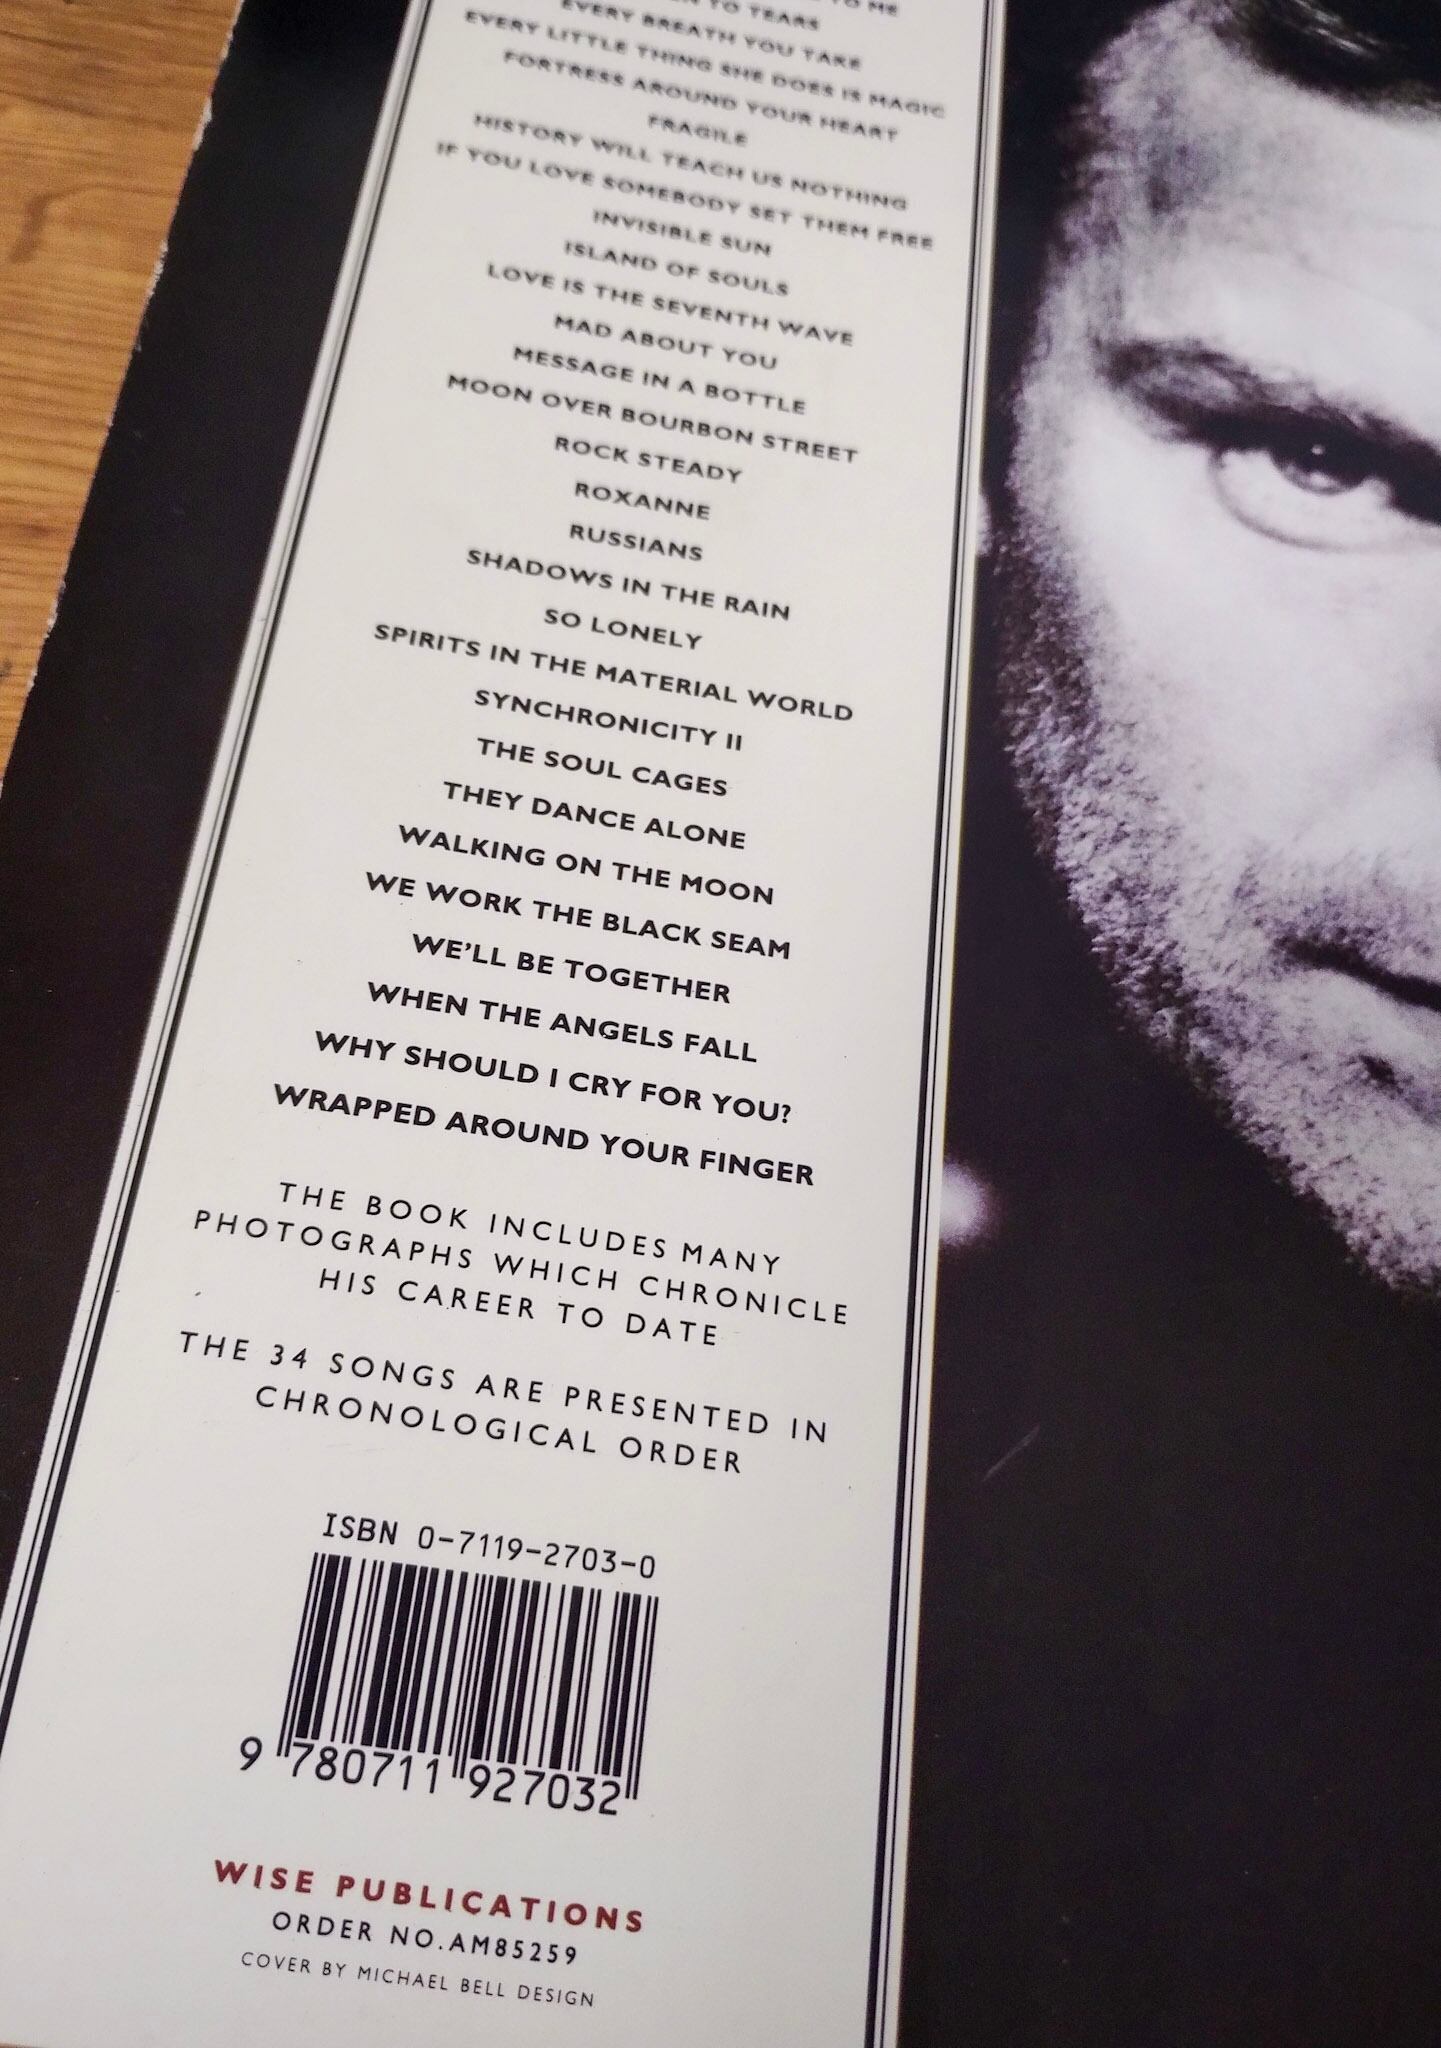 TO ME
TO TEARS
EVERY BREATH YOU TAKE
EVERY LITTLE THING SHE DOES IS MAGIC
FORTRESS AROUND YOUR HEART
FRAGILE
HISTORY WILL TEACH US NOTHING
IF YOU LOVE SOMEBODY SET THEM FREE
INVISIBLE SUN
ISLAND OF SOULS
LOVE IS THE SEVENTH WAVE
MAD ABOUT YOU
MESSAGE IN A BOTTLE
MOON OVER BOURBON STREET
ROCK STEADY
ROXANNE
RUSSIANS
SHADOWS IN THE RAIN
SO LONELY
SPIRITS IN THE MATERIAL WORLD
SYNCHRONICITY II
THE SOUL CAGES
THEY DANCE ALONE
WALKING ON THE MOON
WE WORK THE BLACK SEAM
WE'LL BE TOGETHER
WHEN THE ANGELS FALL
WHY SHOULD I CRY FOR YOU?
WRAPPED AROUND YOUR FINGER
THE BOOK INCLUDES MANY
PHOTOGRAPHS WHICH CHRONICLE
HIS CAREER TO DATE
THE 34 SONGS ARE PRESENTED IN
CHRONOLOGICAL ORDER
ISBN 0-7119-2703-0
9 780711 927032
WISE PUBLICATIONS
ORDER NO.AM85259
COVER BY MICHAEL BELL DESIGN